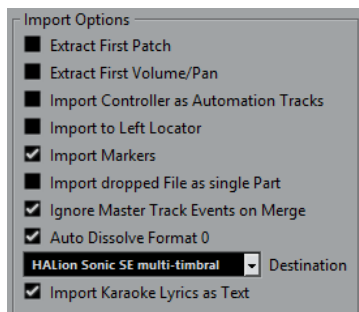 Import Options
Extract First Patch
Extract First Volume/Pan
Import Controller as Automation Tracks
Import to Left Locator
Import Markers
Import dropped File as single Part
Ignore Master Track Events on Merge
Auto Dissolve Format 0
HALion Sonic SE multi-timbral Destination
Import Karaoke Lyrics as Text